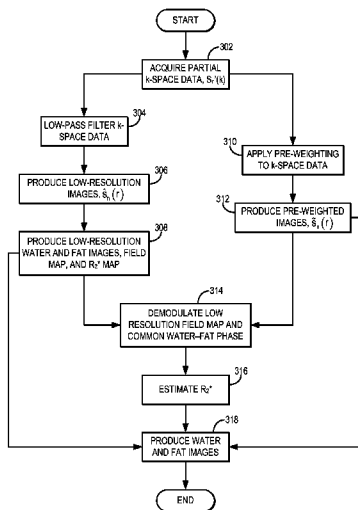 START
302
ACQUIRE PARTIAL
k-SPACE DATA, Sₙ'(k)
304
LOW-PASS FILTER k-
SPACE DATA
310
APPLY PRE-WEIGHTING
TO k-SPACE DATA
306
PRODUCE LOW-RESOLUTION
IMAGES, ŝₙ(r)
312
PRODUCE PRE-WEIGHTED
IMAGES, s̃ₙ(r)
308
PRODUCE LOW-RESOLUTION
WATER AND FAT IMAGES, FIELD
MAP, AND R₂* MAP
314
DEMODULATE LOW
RESOLUTION FIELD MAP AND
COMMON WATER–FAT PHASE
316
ESTIMATE R₂*
318
PRODUCE WATER
AND FAT IMAGES
END